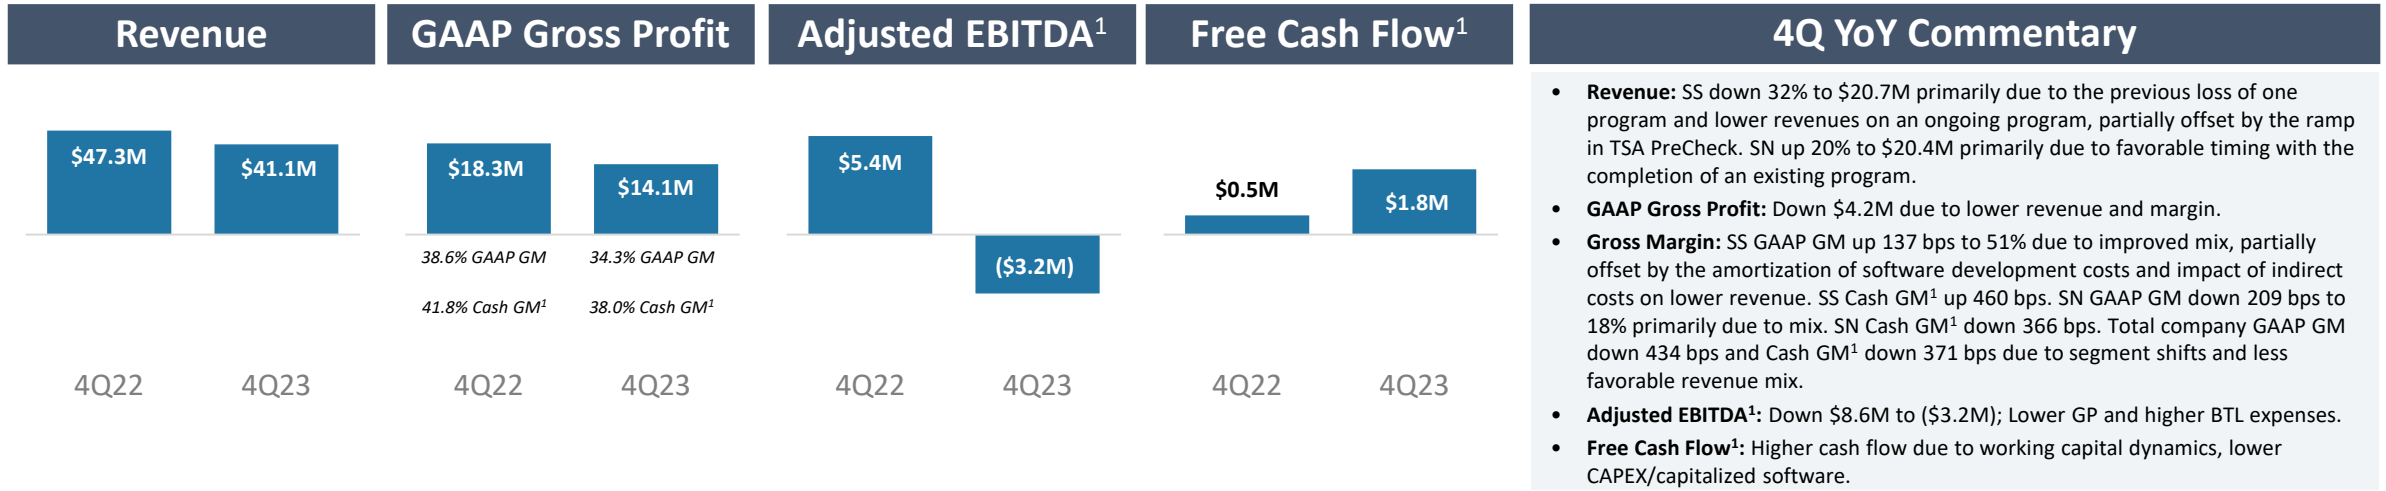 Revenue
$47.3M
$41.1M
4Q22
4Q23
GAAP Gross Profit
$18.3M
$14.1M
38.6% GAAP GM
34.3% GAAP GM
41.8% Cash GM¹
38.0% Cash GM¹
4Q22
4Q23
Adjusted EBITDA¹
$5.4M
($3.2M)
4Q22
4Q23
Free Cash Flow¹
$0.5M
$1.8M
4Q22
4Q23
4Q YoY Commentary
• Revenue: SS down 32% to $20.7M primarily due to the previous loss of one
program and lower revenues on an ongoing program, partially offset by the ramp
in TSA PreCheck. SN up 20% to $20.4M primarily due to favorable timing with the
completion of an existing program.
• GAAP Gross Profit: Down $4.2M due to lower revenue and margin.
• Gross Margin: SS GAAP GM up 137 bps to 51% due to improved mix, partially
offset by the amortization of software development costs and impact of indirect
costs on lower revenue. SS Cash GM¹ up 460 bps. SN GAAP GM down 209 bps to
18% primarily due to mix. SN Cash GM¹ down 366 bps. Total company GAAP GM
down 434 bps and Cash GM¹ down 371 bps due to segment shifts and less
favorable revenue mix.
• Adjusted EBITDA¹: Down $8.6M to ($3.2M); Lower GP and higher BTL expenses.
• Free Cash Flow¹: Higher cash flow due to working capital dynamics, lower
CAPEX/capitalized software.